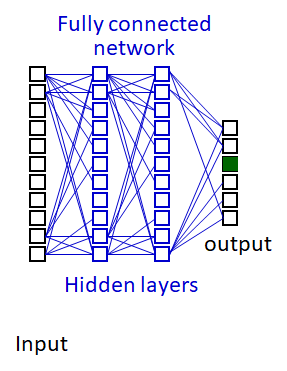 Fully connected
network
output
Hidden layers
Input